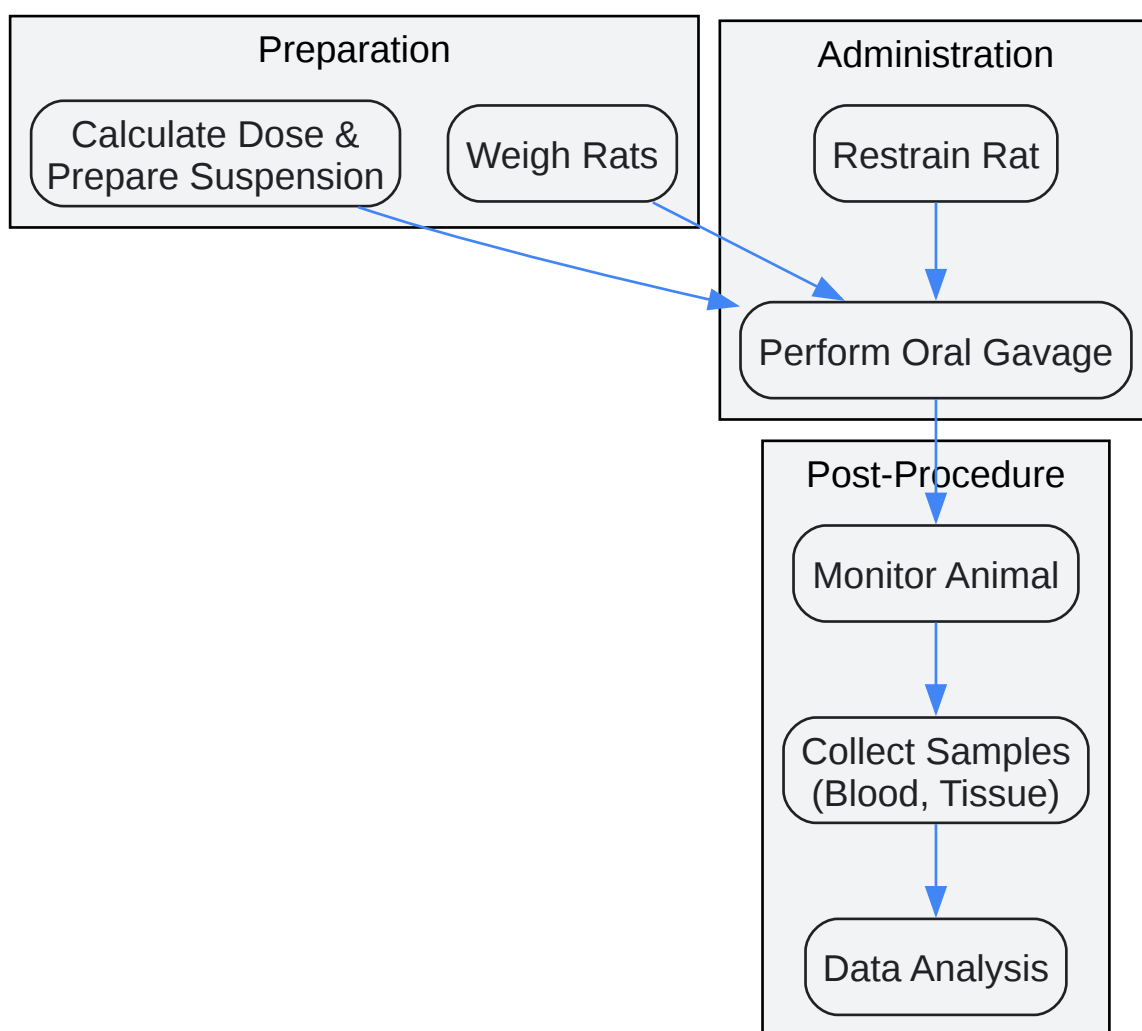 Preparation
Calculate Dose &
Prepare Suspension
Weigh Rats
Administration
Restrain Rat
Perform Oral Gavage
Post-Procedure
Monitor Animal
Collect Samples
(Blood, Tissue)
Data Analysis